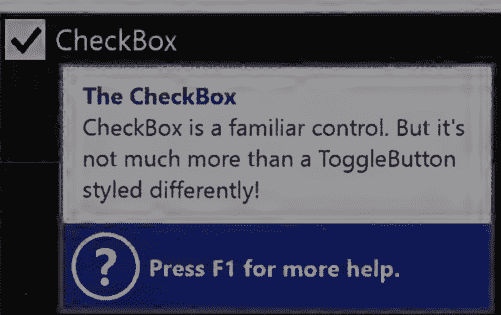 CheckBox
The CheckBox
CheckBox is a familiar control. But it's
not much more than a ToggleButton
styled differently!
? Press F1 for more help.